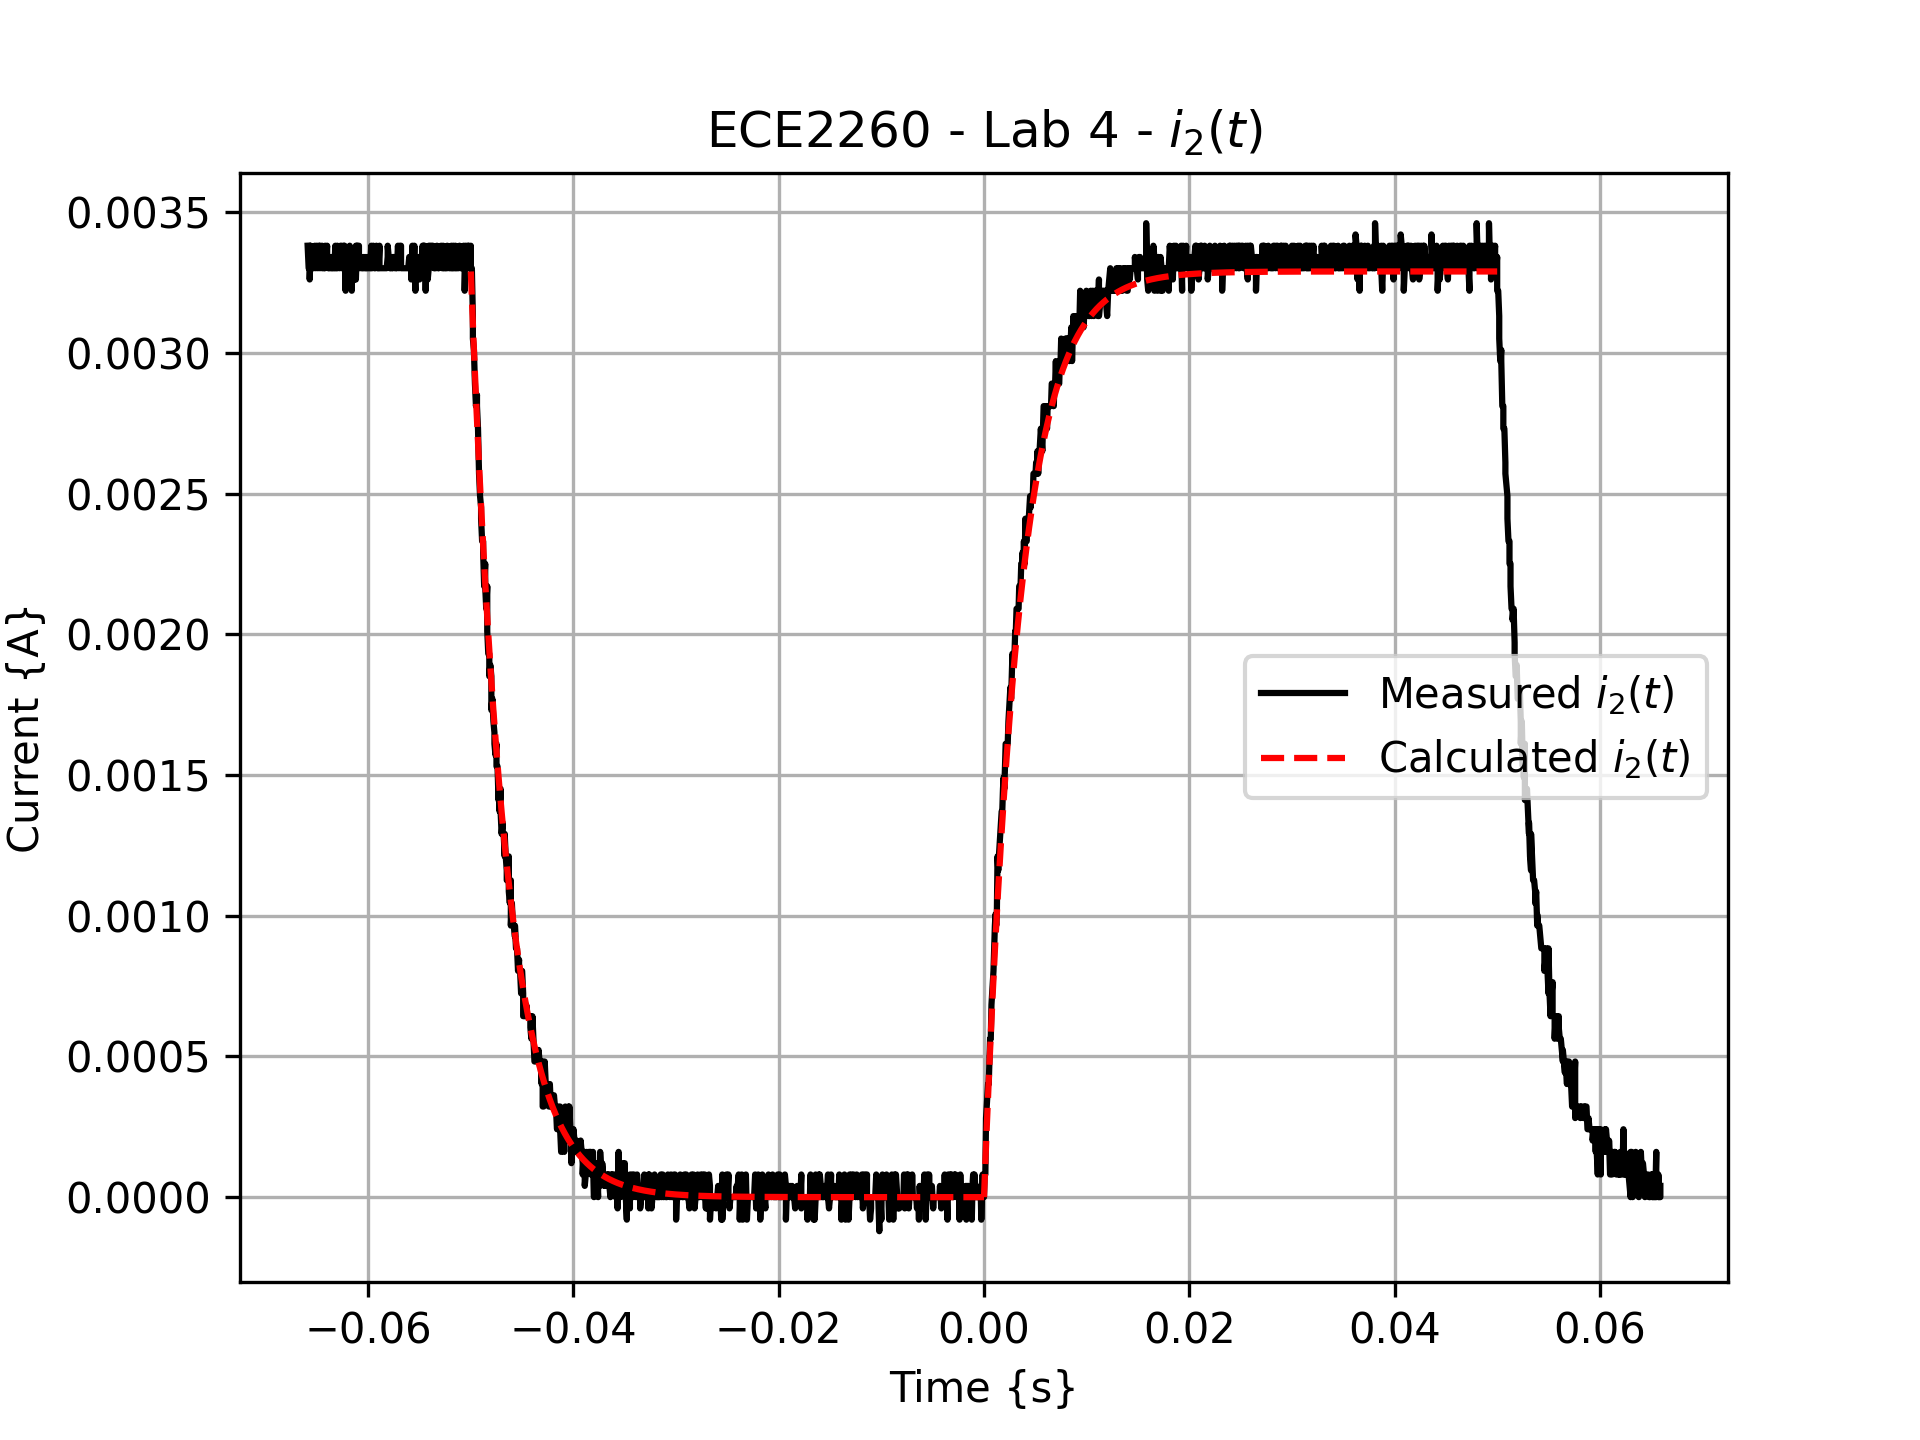 ECE2260 - Lab 4 - i₂(t)
Current {A}
0.0035
0.0030
0.0025
0.0020
0.0015
0.0010
0.0005
0.0000
Measured i₂(t)
Calculated i₂(t)
−0.06 −0.04 −0.02 0.00 0.02 0.04 0.06
Time {s}